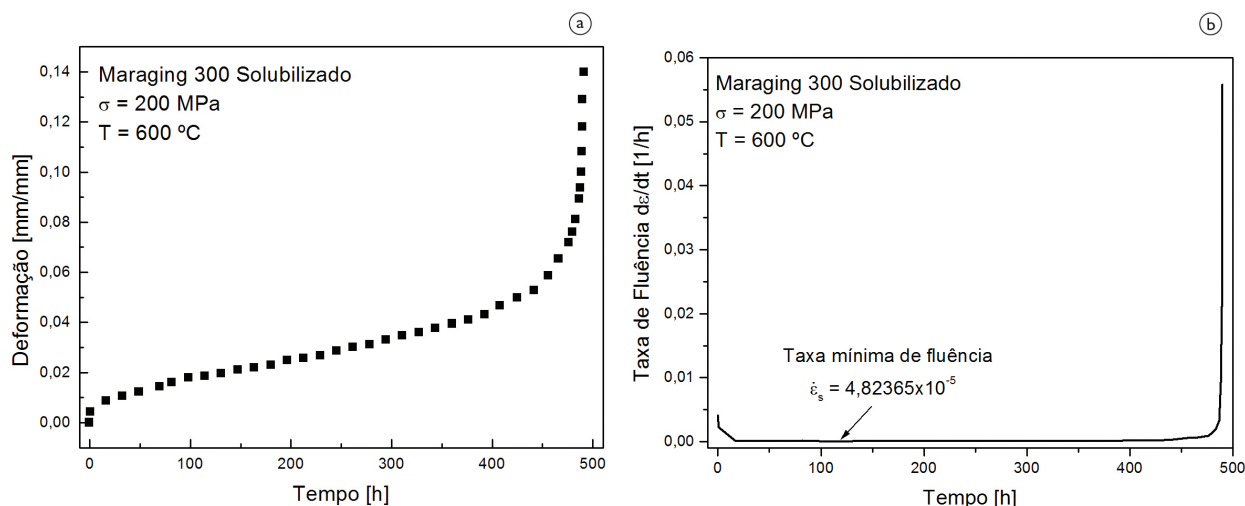 a
Maraging 300 Solubilizado
σ = 200 MPa
T = 600 ºC
Deformação [mm/mm]
0,14
0,12
0,10
0,08
0,06
0,04
0,02
0,00
0 100 200 300 400 500
Tempo [h]
b
Maraging 300 Solubilizado
σ = 200 MPa
T = 600 ºC
Taxa de Fluência dε/dt [1/h]
0,06
0,05
0,04
0,03
0,02
0,01
0,00
Taxa mínima de fluência
ε̇s = 4,82365x10⁻⁵
0 100 200 300 400 500
Tempo [h]